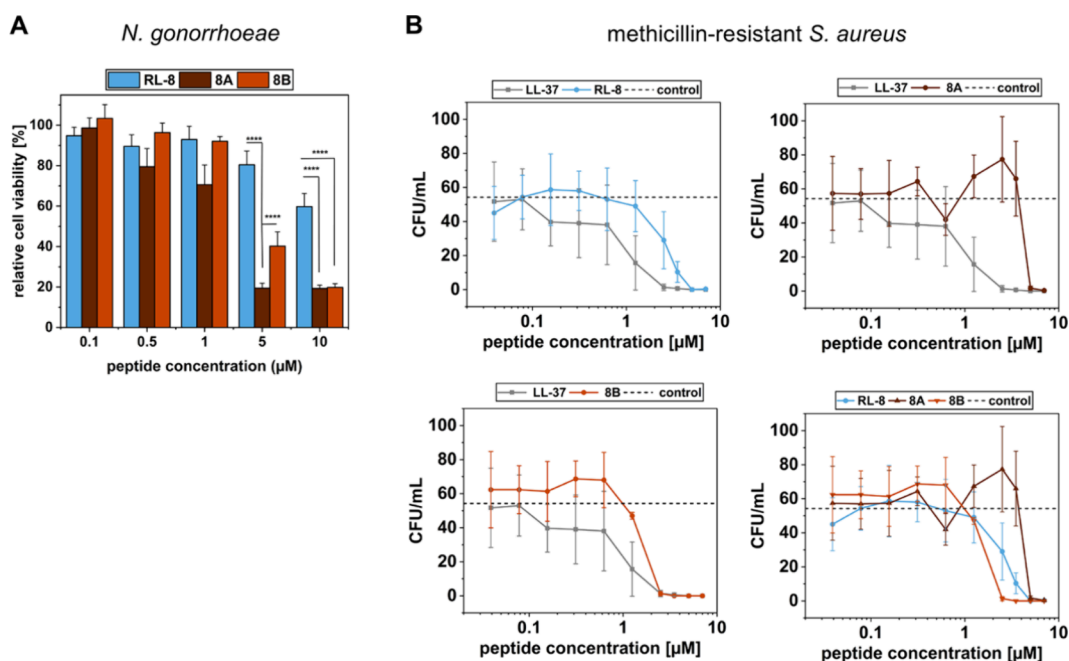 A
N. gonorrhoeae
RL-8 8A 8B
relative cell viability [%]
100
80
60
40
20
0
****
****
****
****
0.1 0.5 1 5 10
peptide concentration (µM)
B
methicillin-resistant S. aureus
LL-37 RL-8 control
CFU/mL
100
80
60
40
20
0
0.1 1 10
peptide concentration [µM]
LL-37 8A control
CFU/mL
100
80
60
40
20
0
0.1 1 10
peptide concentration [µM]
LL-37 8B control
CFU/mL
100
80
60
40
20
0
0.1 1 10
peptide concentration [µM]
RL-8 8A 8B control
CFU/mL
100
80
60
40
20
0
0.1 1 10
peptide concentration [µM]